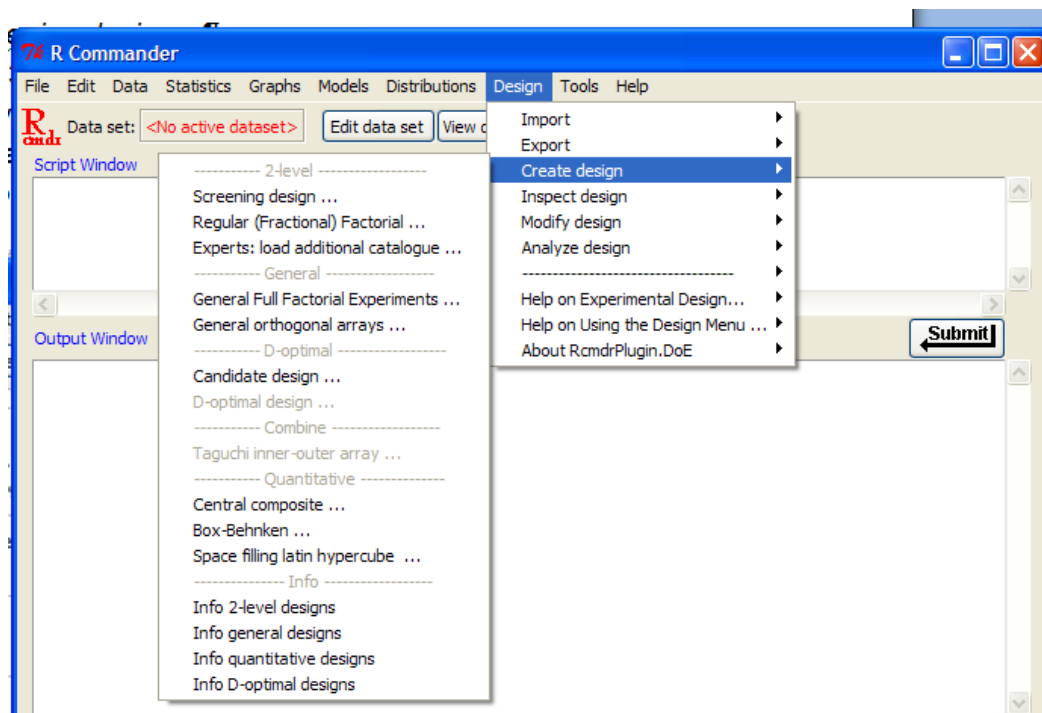 R Commander
File Edit Data Statistics Graphs Models Distributions Design Tools Help
R cmdr Data set: <No active dataset> Edit data set View
Script Window
Output Window
Submit
Import
Export
Create design
Inspect design
Modify design
Analyze design
-----------------------------------
Help on Experimental Design...
Help on Using the Design Menu ...
About RcmdrPlugin.DoE
----------- 2-level ------------------
Screening design ...
Regular (Fractional) Factorial ...
Experts: load additional catalogue ...
----------- General ------------------
General Full Factorial Experiments ...
General orthogonal arrays ...
----------- D-optimal ------------------
Candidate design ...
D-optimal design ...
----------- Combine ------------------
Taguchi inner-outer array ...
----------- Quantitative --------------
Central composite ...
Box-Behnken ...
Space filling latin hypercube ...
--------------- Info ------------------
Info 2-level designs
Info general designs
Info quantitative designs
Info D-optimal designs